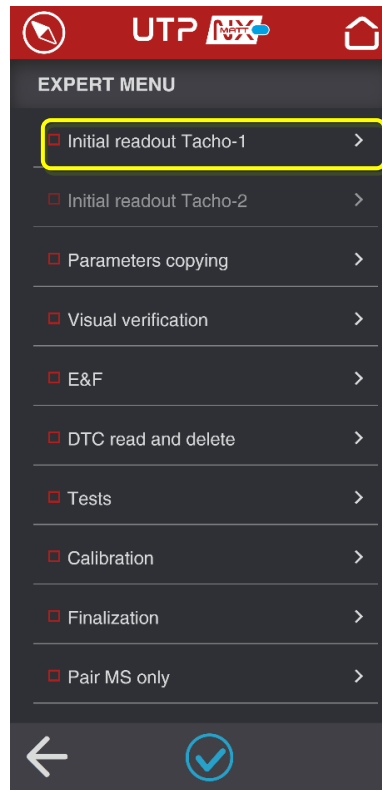 UTP NX MATT
EXPERT MENU
Initial readout Tacho-1
Initial readout Tacho-2
Parameters copying
Visual verification
E&F
DTC read and delete
Tests
Calibration
Finalization
Pair MS only